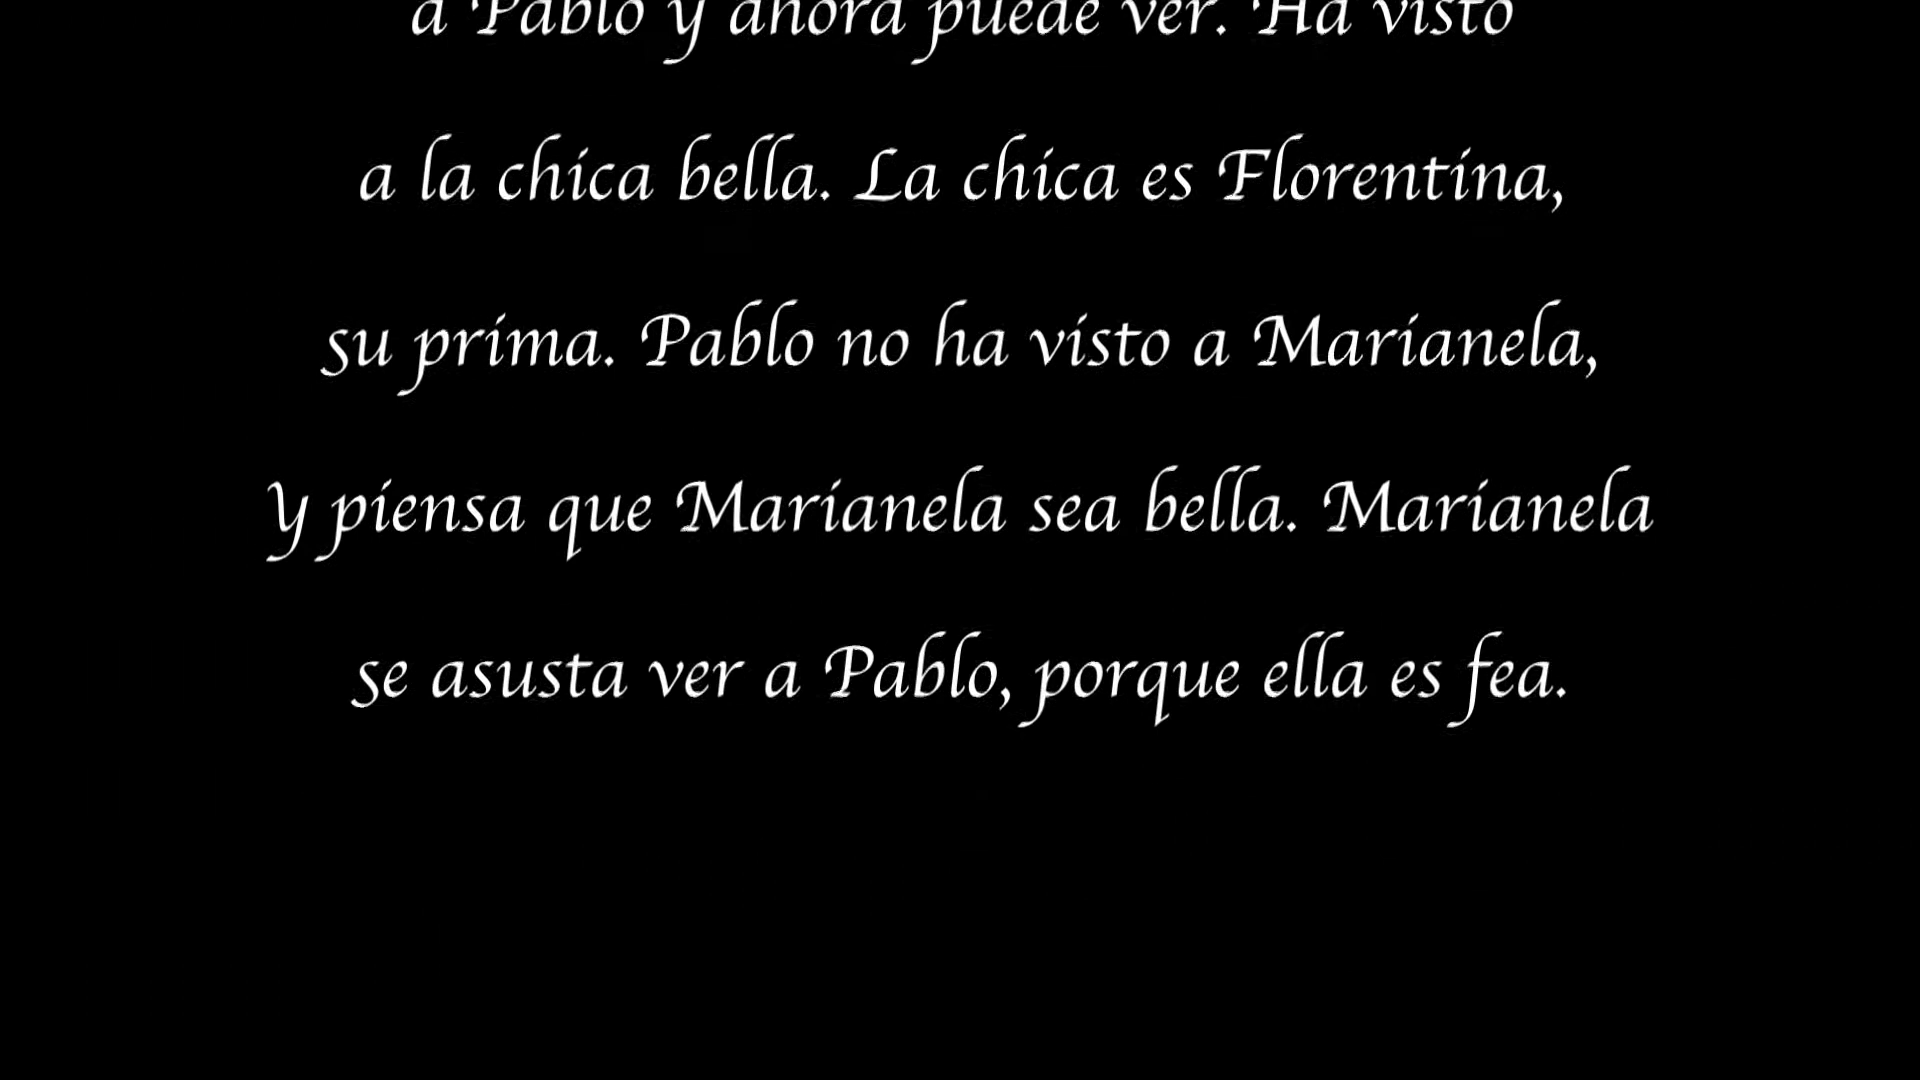 a Pablo y ahora puede ver. Ha visto
a la chica bella. La chica es Florentina,
su prima. Pablo no ha visto a Marianela,
Y piensa que Marianela sea bella. Marianela
se asusta ver a Pablo, porque ella es fea.